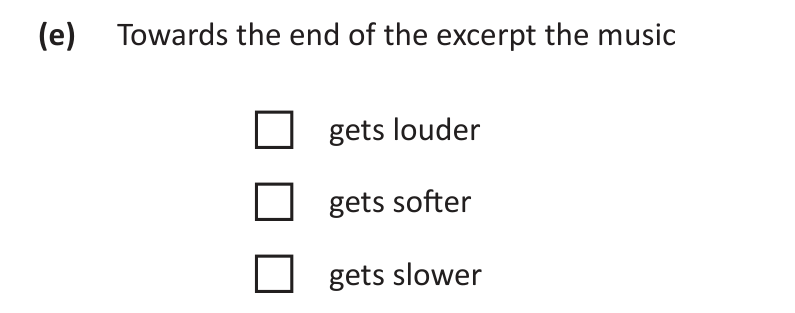 (e) Towards the end of the excerpt the music
gets louder
gets softer
gets slower